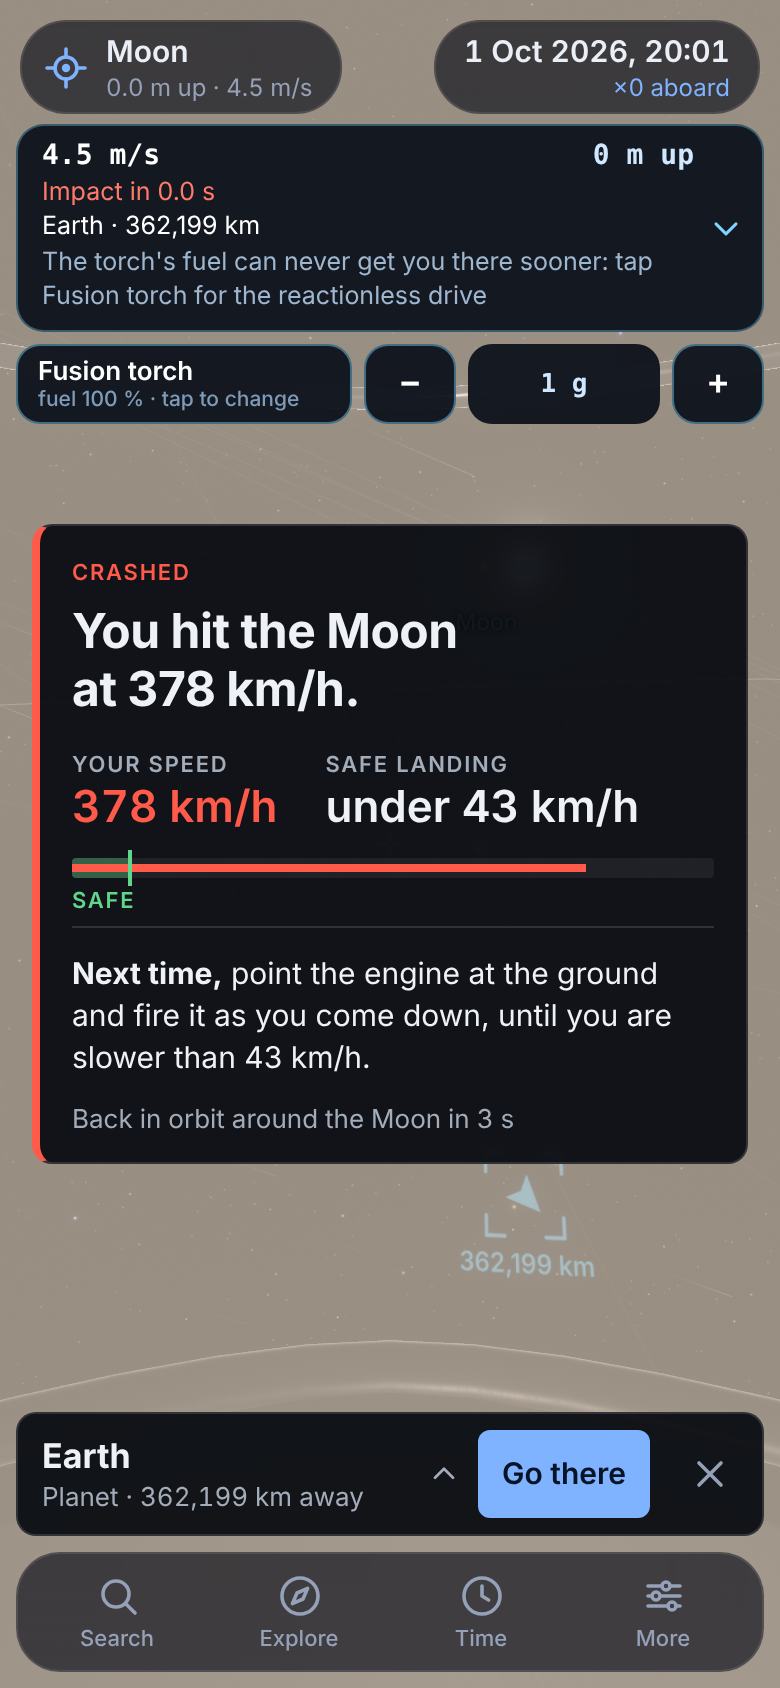 Moon
0.0 m up · 4.5 m/s
1 Oct 2026, 20:01
×0 aboard
4.5 m/s
0 m up
Impact in 0.0 s
Earth · 362,199 km
The torch's fuel can never get you there sooner: tap
Fusion torch for the reactionless drive
Fusion torch
fuel 100 % · tap to change
−
1 g
+
CRASHED
Moon
You hit the Moon
at 378 km/h.
YOUR SPEED
SAFE LANDING
378 km/h
under 43 km/h
SAFE
Next time, point the engine at the ground
and fire it as you come down, until you are
slower than 43 km/h.
Back in orbit around the Moon in 3 s
362,199 km
Earth
Planet · 362,199 km away
Go there
Search
Explore
Time
More